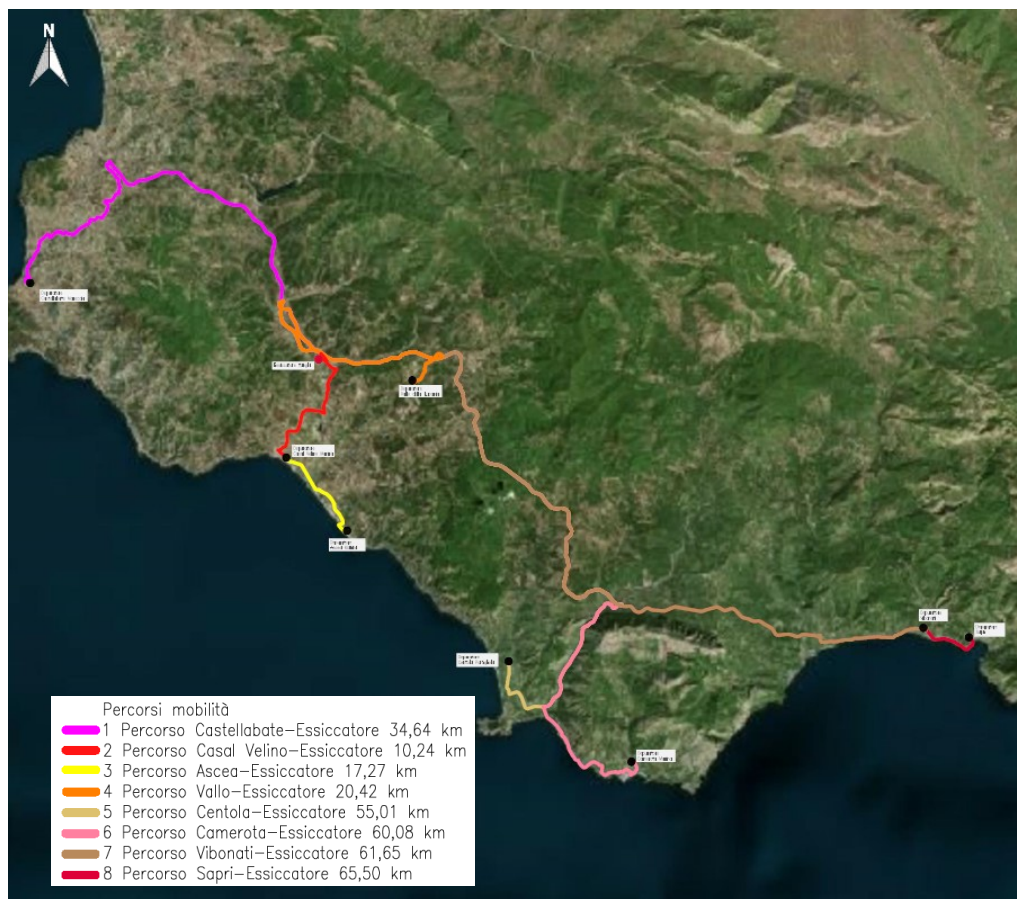 N
Percorsi mobilità
1 Percorso Castellabate-Essiccatore 34,64 km
2 Percorso Casal Velino-Essiccatore 10,24 km
3 Percorso Ascea-Essiccatore 17,27 km
4 Percorso Vallo-Essiccatore 20,42 km
5 Percorso Centola-Essiccatore 55,01 km
6 Percorso Camerota-Essiccatore 60,08 km
7 Percorso Vibonati-Essiccatore 61,65 km
8 Percorso Sapri-Essiccatore 65,50 km